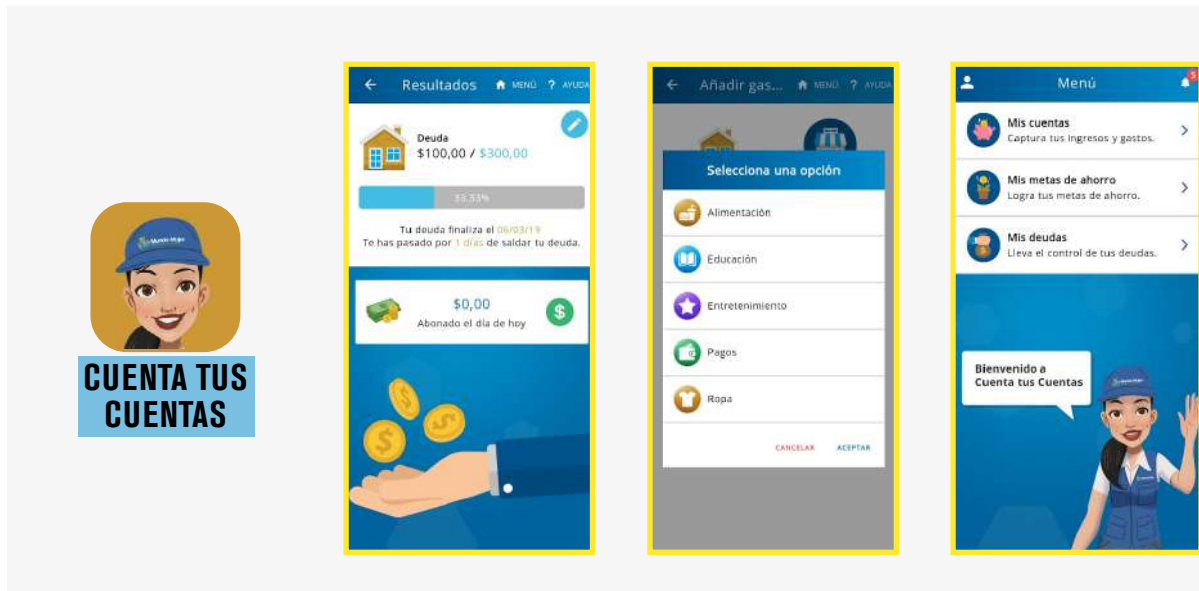 CUENTA TUS
CUENTAS
Resultados MENÚ ? AYUDA
Deuda
$100,00 / $300,00
33.33%
Tu deuda finaliza el 06/03/19
Te has pasado por 1 días de saldar tu deuda.
$0,00
Abonado el día de hoy
$
Añadir gas... MENÚ ? AYUDA
Selecciona una opción
Alimentación
Educación
Entretenimiento
Pagos
Ropa
CANCELAR ACEPTAR
Menú
5
Mis cuentas
Captura tus ingresos y gastos.
Mis metas de ahorro
Logra tus metas de ahorro.
Mis deudas
Lleva el control de tus deudas.
Bienvenido a
Cuenta tus Cuentas